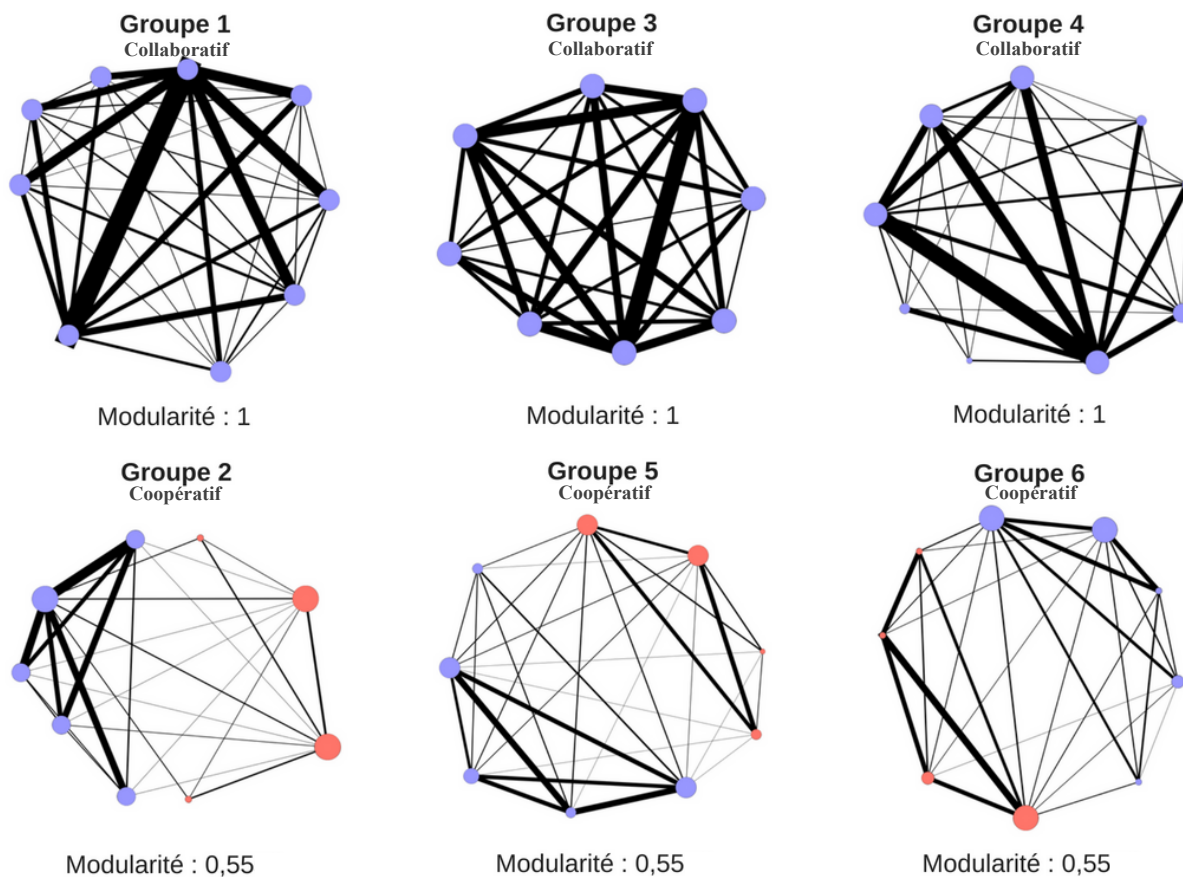 Groupe 1
Collaboratif
Groupe 3
Collaboratif
Groupe 4
Collaboratif
Modularité : 1
Modularité : 1
Modularité : 1
Groupe 2
Coopératif
Groupe 5
Coopératif
Groupe 6
Coopératif
Modularité : 0,55
Modularité : 0,55
Modularité : 0,55